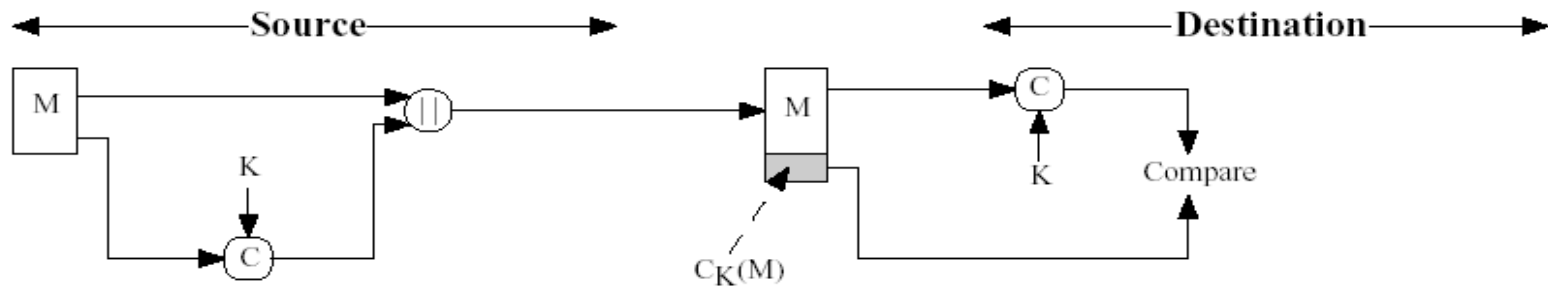 Source
Destination
M
||
M
C
K
K
Compare
C
CK(M)